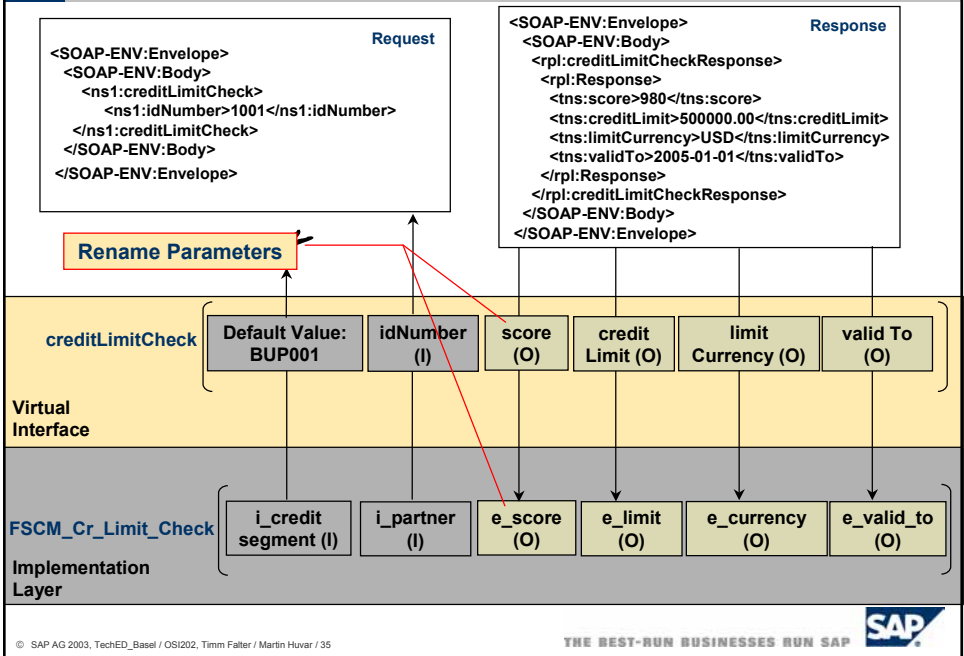 Request
<SOAP-ENV:Envelope>
<SOAP-ENV:Body>
<ns1:creditLimitCheck>
<ns1:idNumber>1001</ns1:idNumber>
</ns1:creditLimitCheck>
</SOAP-ENV:Body>
</SOAP-ENV:Envelope>
Response
<SOAP-ENV:Envelope>
<SOAP-ENV:Body>
<rpl:creditLimitCheckResponse>
<rpl:Response>
<tns:score>980</tns:score>
<tns:creditLimit>500000.00</tns:creditLimit>
<tns:limitCurrency>USD</tns:limitCurrency>
<tns:validTo>2005-01-01</tns:validTo>
</rpl:Response>
</rpl:creditLimitCheckResponse>
</SOAP-ENV:Body>
</SOAP-ENV:Envelope>
Rename Parameters
creditLimitCheck
Default Value:
BUP001
idNumber
(I)
score
(O)
credit
Limit (O)
limit
Currency (O)
valid To
(O)
Virtual
Interface
FSCM_Cr_Limit_Check
i_credit
segment (I)
i_partner
(I)
e_score
(O)
e_limit
(O)
e_currency
(O)
e_valid_to
(O)
Implementation
Layer
© SAP AG 2003, TechED_Basel / OSI202, Timm Falter / Martin Huvar / 35
THE BEST-RUN BUSINESSES RUN SAP
SAP